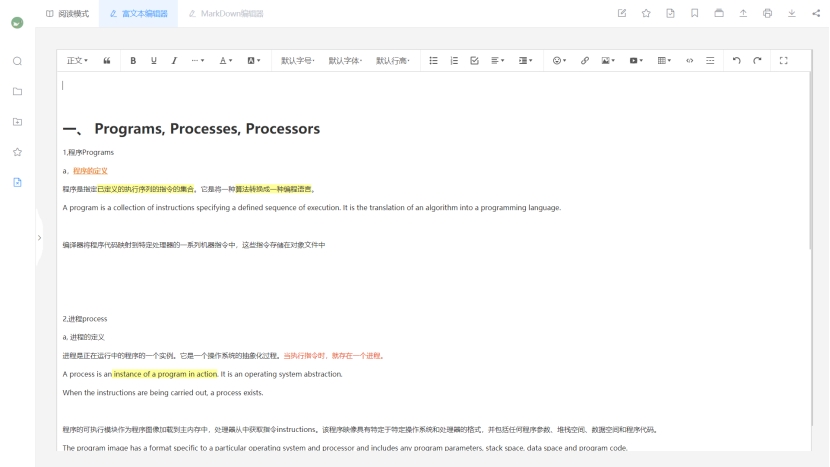 阅读模式 富文本编辑器 MarkDown编辑器
正文 B U I ··· A A 默认字号 默认字体 默认行高
一、 Programs, Processes, Processors
1,程序Programs
a、程序的定义
程序是指定已定义的执行序列的指令的集合。它是将一种算法转换成一种编程语言。
A program is a collection of instructions specifying a defined sequence of execution. It is the translation of an algorithm into a programming language.
编译器将程序代码映射到特定处理器的一系列机器指令中，这些指令存储在对象文件中
2,进程process
a, 进程的定义
进程是正在运行中的程序的一个实例。它是一个操作系统的抽象化过程。当执行指令时，就存在一个进程。
A process is an instance of a program in action. It is an operating system abstraction.
When the instructions are being carried out, a process exists.
程序的可执行模块作为程序图像加载到主内存中，处理器从中获取指令instructions。该程序映像具有特定于特定操作系统和处理器的格式，并包括任何程序参数、堆栈空间、数据空间和程序代码。
The program image has a format specific to a particular operating system and processor and includes any program parameters, stack space, data space and program code.